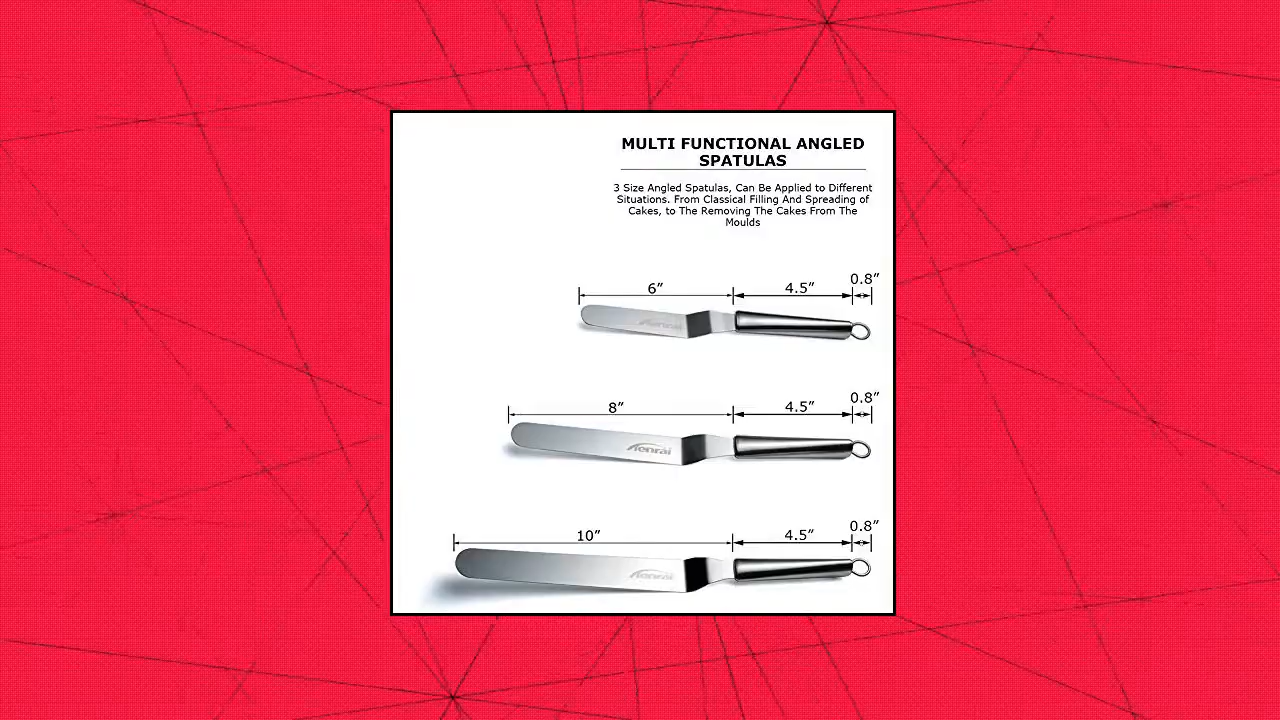 MULTI FUNCTIONAL ANGLED
SPATULAS
3 Size Angled Spatulas, Can Be Applied to Different
Situations. From Classical Filling And Spreading of
Cakes, to The Removing The Cakes From The
Moulds
6” 4.5” 0.8”
8” 4.5” 0.8”
10” 4.5” 0.8”